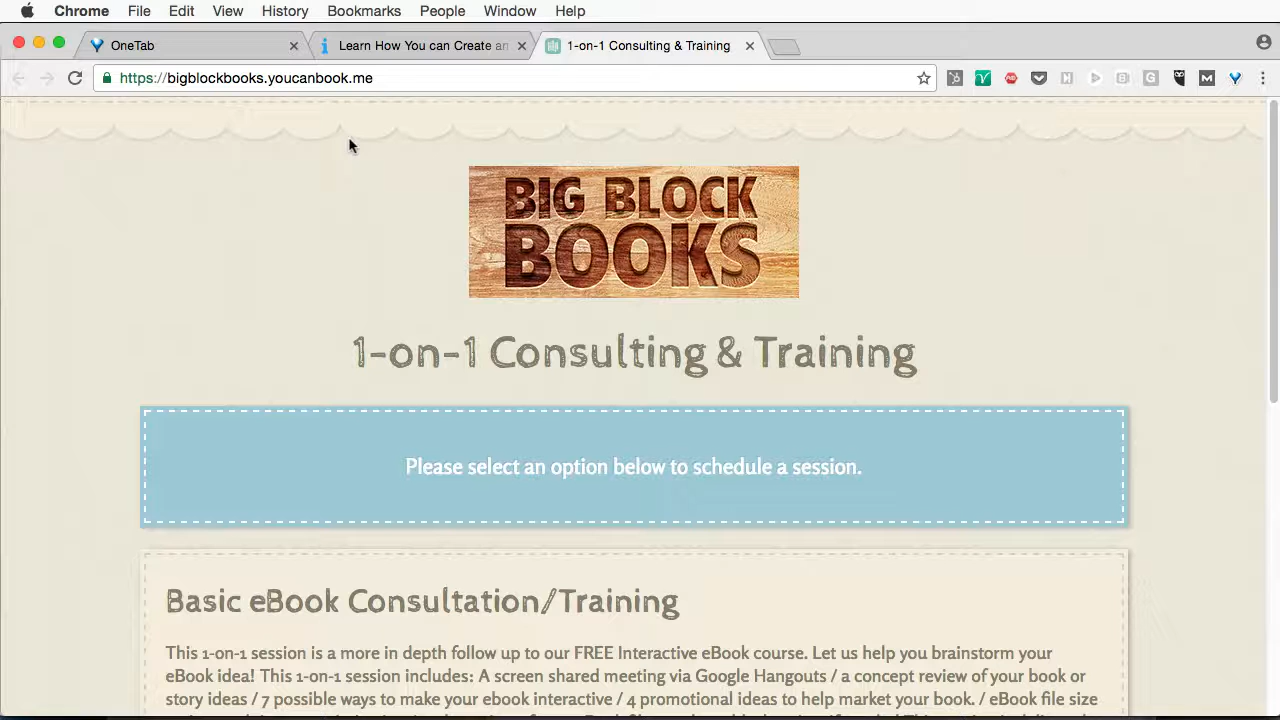 Chrome File Edit View History Bookmarks People Window Help
OneTab Learn How You can Create an 1-on-1 Consulting & Training
https://bigblockbooks.youcanbook.me
BIG BLOCK
BOOKS
1-on-1 Consulting & Training
Please select an option below to schedule a session.
Basic eBook Consultation/Training
This 1-on-1 session is a more in depth follow up to our FREE Interactive eBook course. Let us help you brainstorm your
eBook idea! This 1-on-1 session includes: A screen shared meeting via Google Hangouts / a concept review of your book or
story ideas / 7 possible ways to make your ebook interactive / 4 promotional ideas to help market your book. / eBook file size